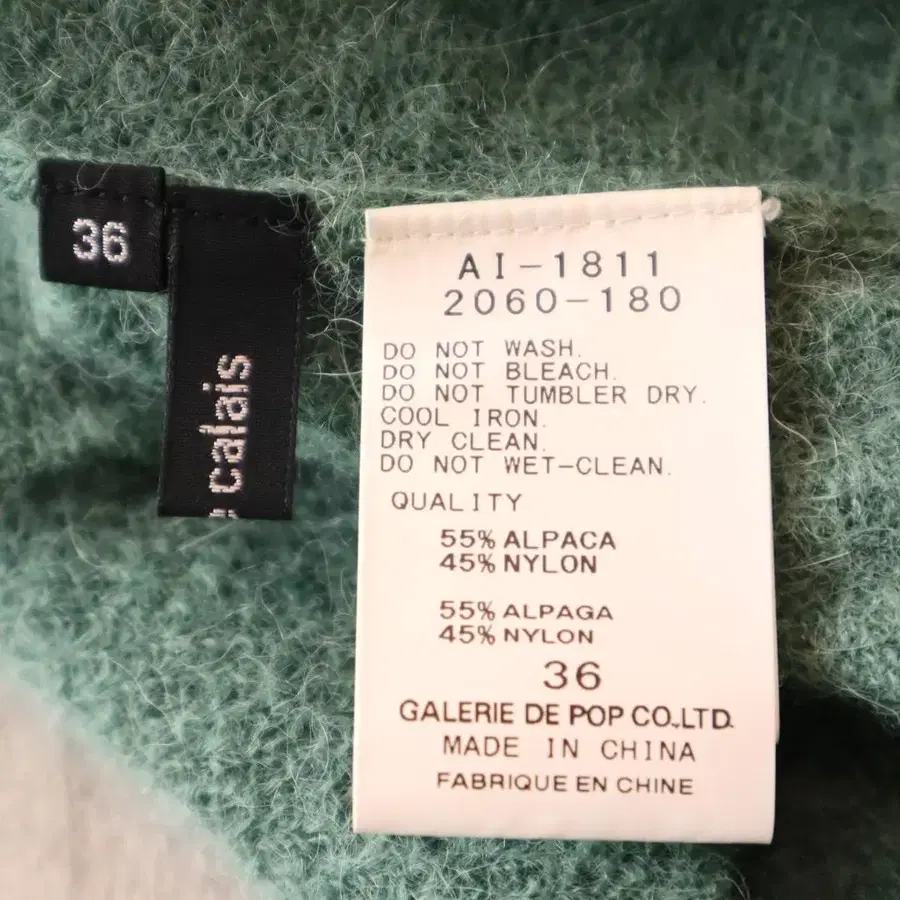 36
calais
AI-1811
2060-180
DO NOT WASH.
DO NOT BLEACH.
DO NOT TUMBLER DRY.
COOL IRON.
DRY CLEAN.
DO NOT WET-CLEAN.
QUALITY
55% ALPACA
45% NYLON
55% ALPAGA
45% NYLON
36
GALERIE DE POP CO.LTD.
MADE IN CHINA
FABRIQUE EN CHINE